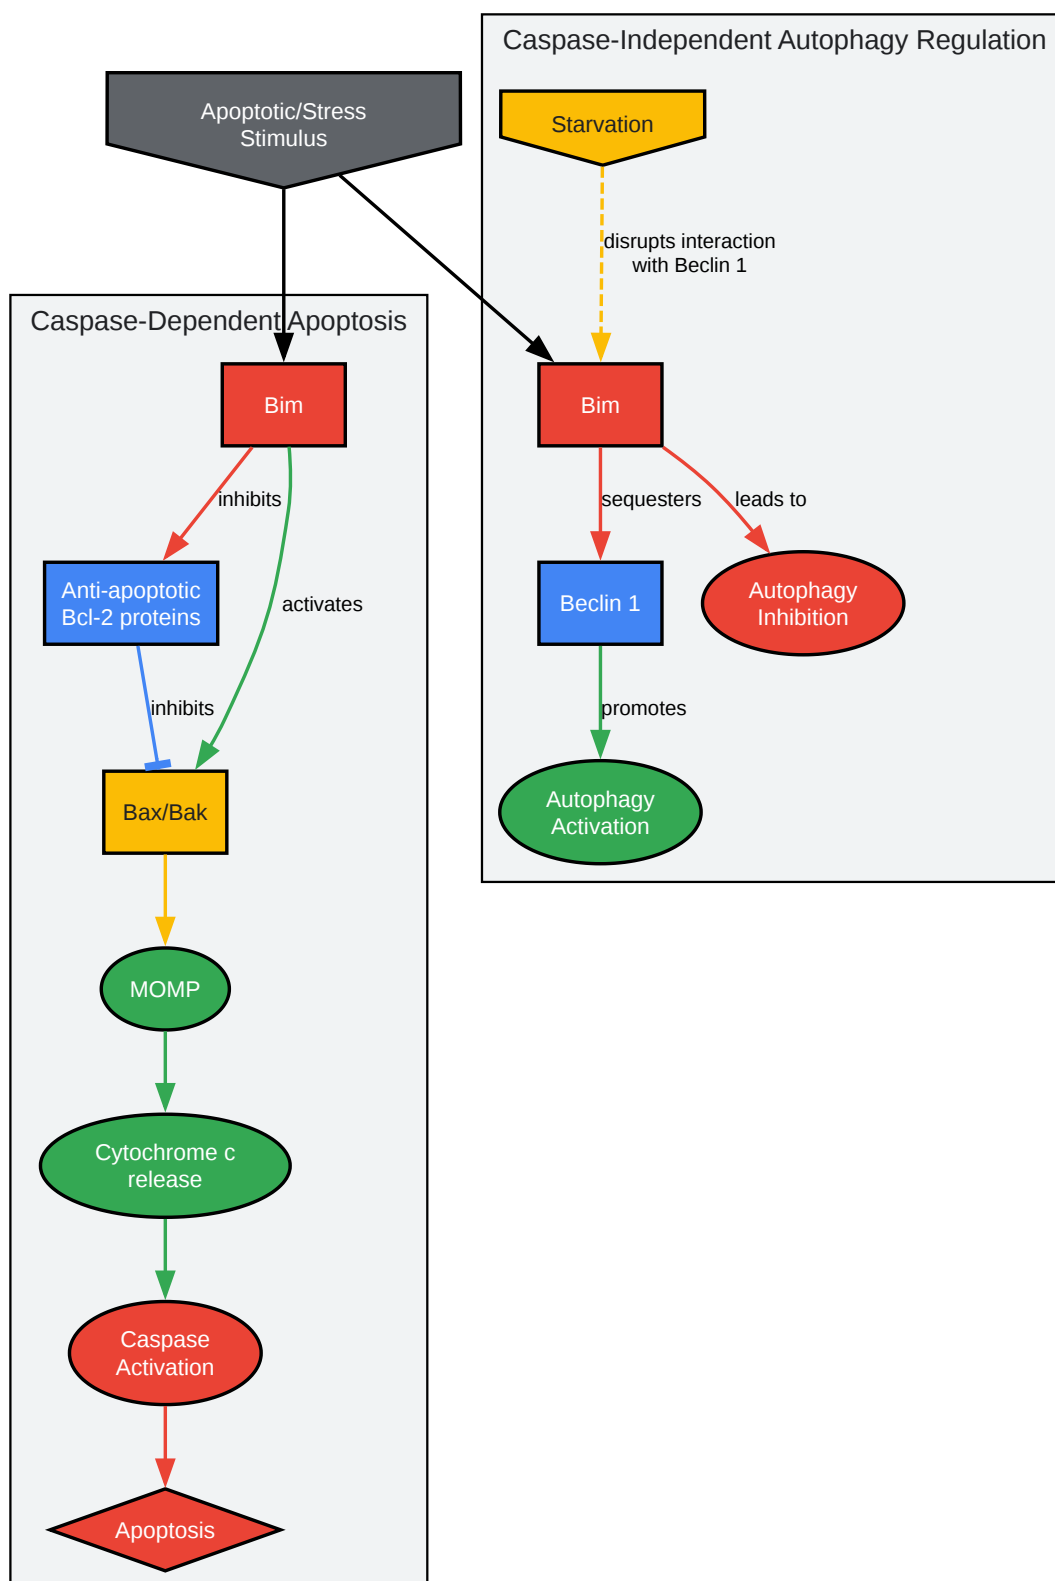 Caspase-Independent Autophagy Regulation
Apoptotic/Stress
Stimulus
Starvation
disrupts interaction
with Beclin 1
Caspase-Dependent Apoptosis
Bim
Bim
inhibits
sequesters
leads to
Anti-apoptotic
Bcl-2 proteins
activates
Beclin 1
Autophagy
Inhibition
inhibits
promotes
Bax/Bak
Autophagy
Activation
MOMP
Cytochrome c
release
Caspase
Activation
Apoptosis